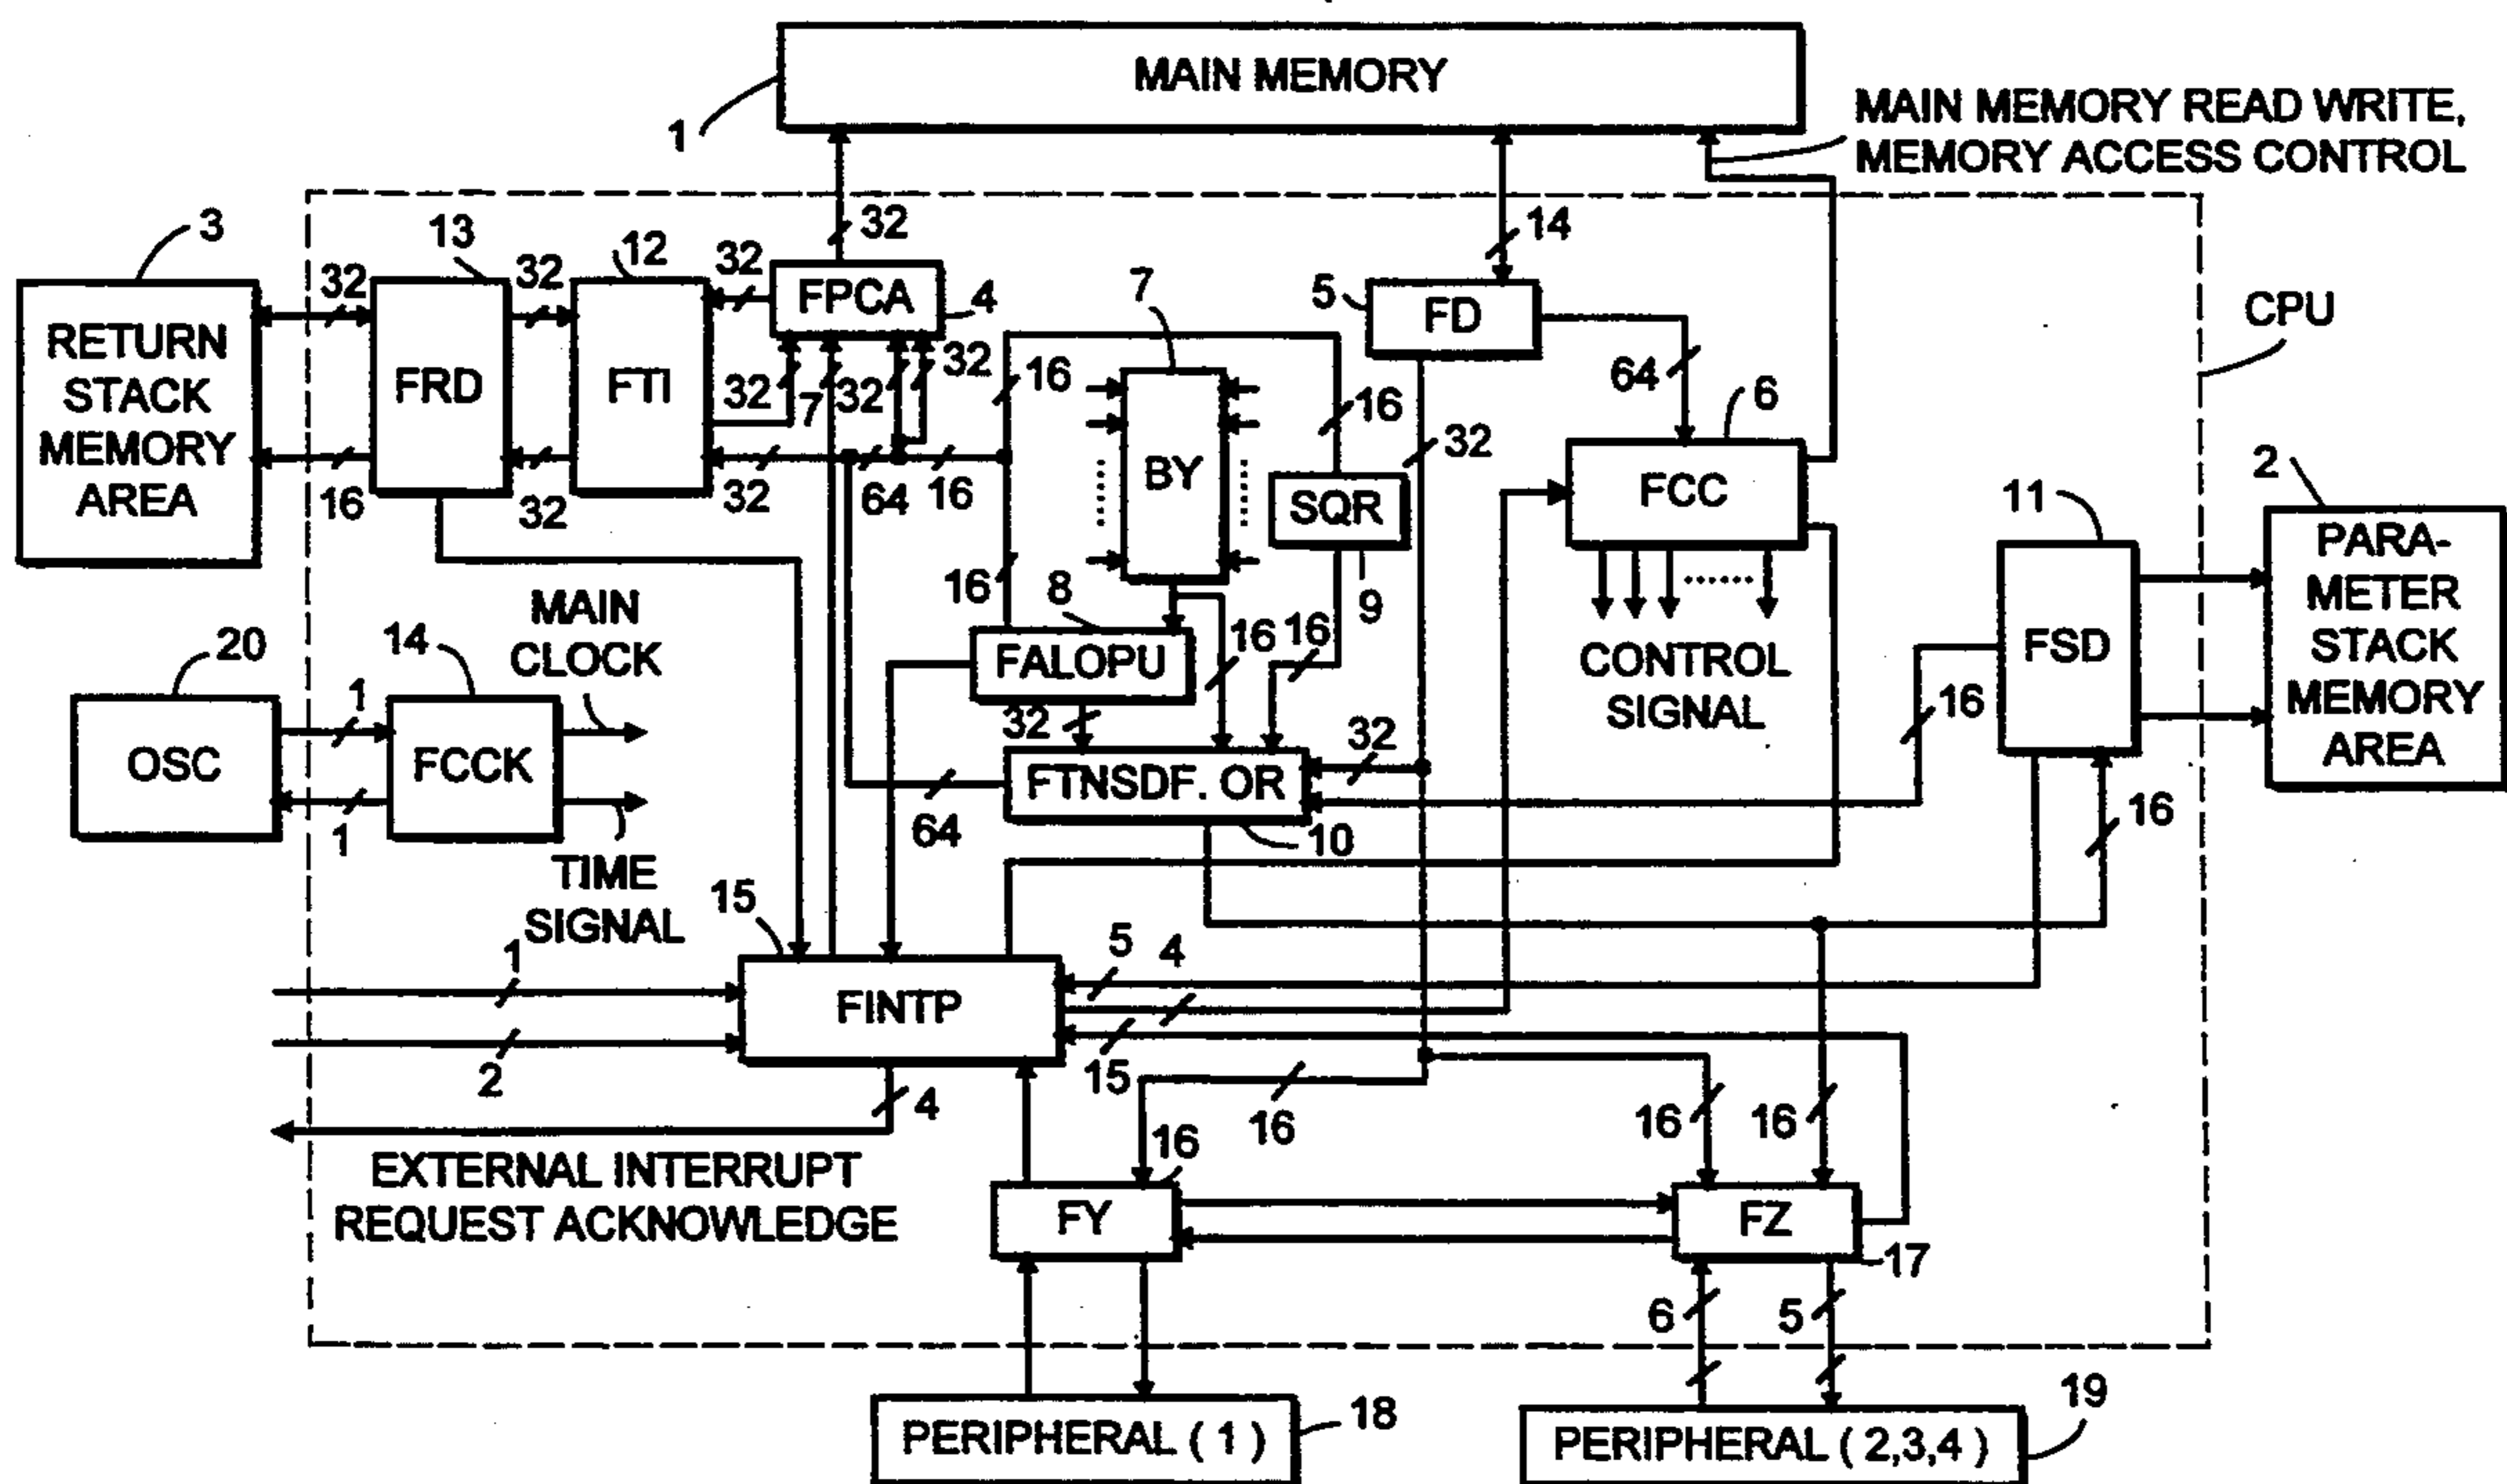 MAIN MEMORY
1
MAIN MEMORY READ WRITE,
MEMORY ACCESS CONTROL
3
13
12
32
14
32
32
32
FPCA
4
7
5
FD
CPU
RETURN
STACK
MEMORY
AREA
FRD
FTI
32
7
32
32
16
16
64
6
BY
32
16
32
32
64
16
SQR
FCC
11
2
16
8
9
PARA-
METER
STACK
MEMORY
AREA
FSD
MAIN
CLOCK
20
14
FALOPU
16
16
CONTROL
SIGNAL
16
1
OSC
FCCK
32
32
FTNSDF. OR
1
64
10
16
TIME
SIGNAL
15
1
5
4
FINTP
2
15
4
16
16
16
16
EXTERNAL INTERRUPT
REQUEST ACKNOWLEDGE
FY
FZ
17
6
5
PERIPHERAL ( 1 )
18
PERIPHERAL ( 2,3,4 )
19